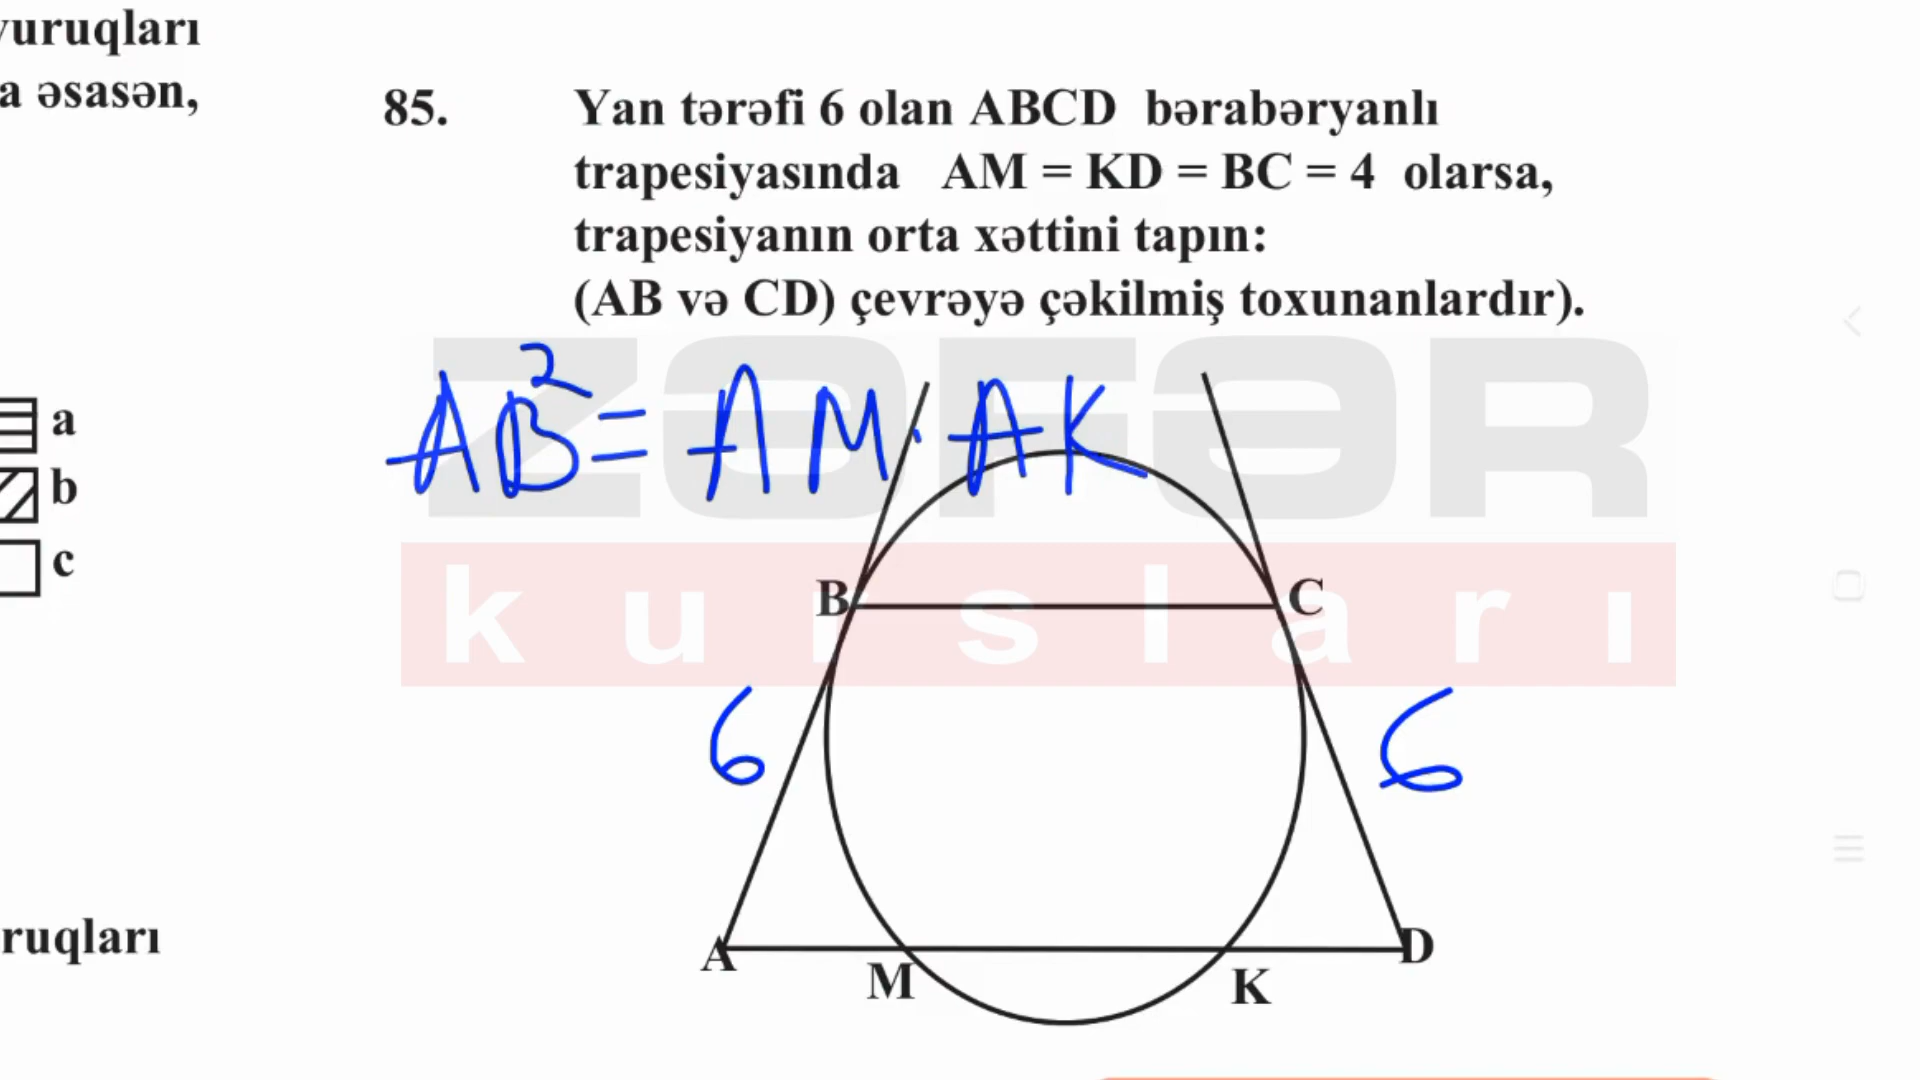 yuruqları
a əsasən,
a
b
c
ruqları
85. Yan tərəfi 6 olan ABCD bərabəryanlı
trapesiyasında AM = KD = BC = 4 olarsa,
trapesiyanın orta xəttini tapın:
(AB və CD) çevrəyə çəkilmiş toxunanlardır).
ZƏFƏR
kursları
AB² = AM · AK
B C
6 6
A M K D